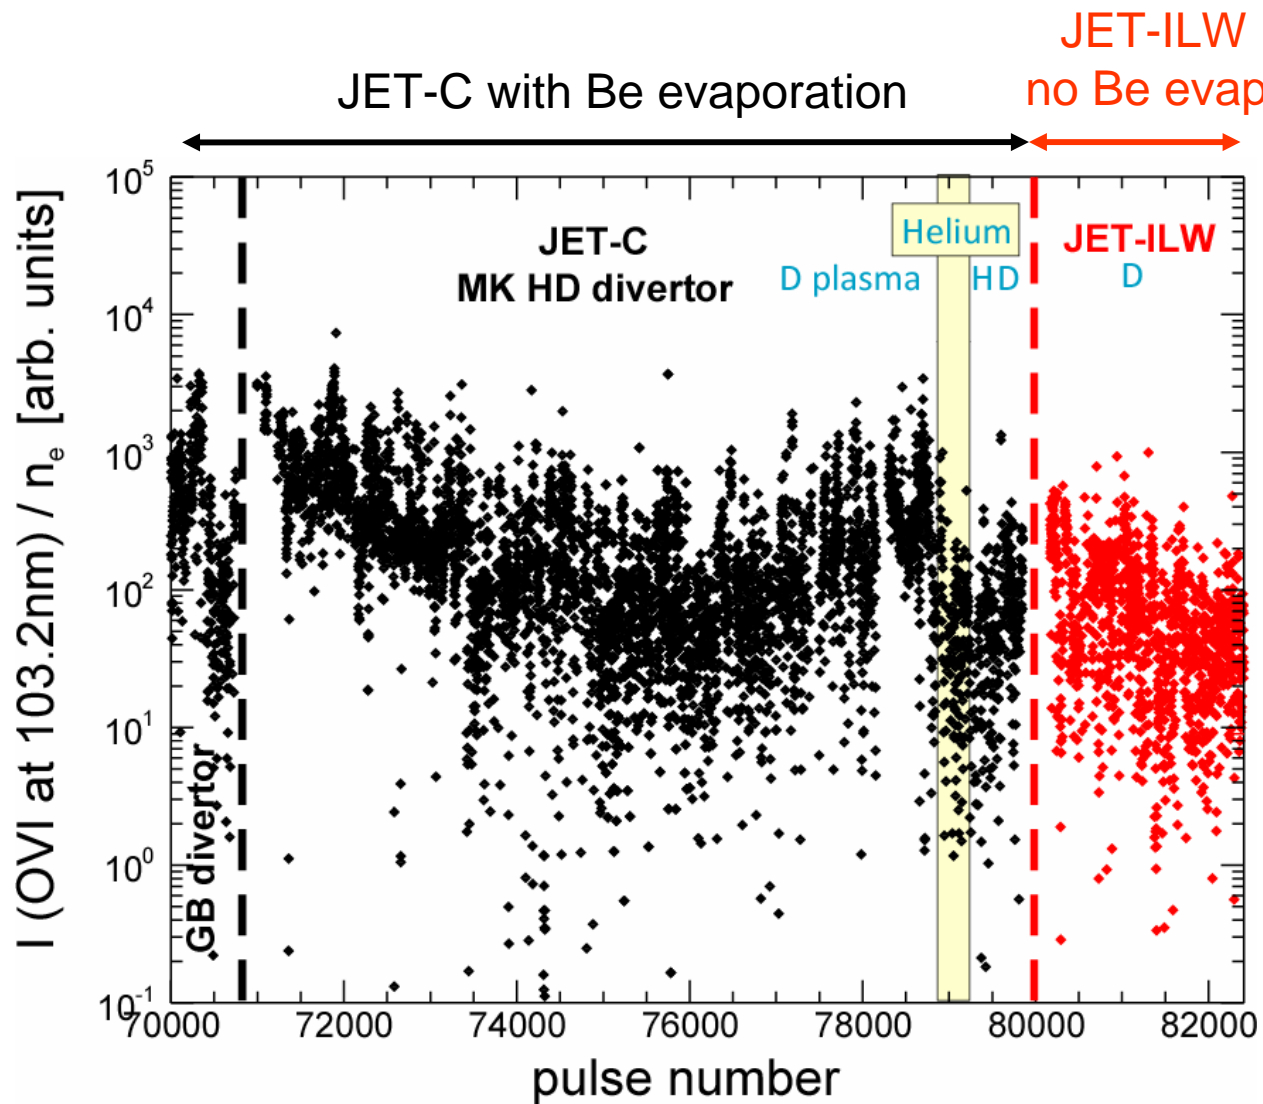 JET-ILW
JET-C with Be evaporation
no Be evap
10^5
10^4
10^3
10^2
10^1
10^0
10^-1
I (OVI at 103.2nm) / n_e [arb. units]
GB divertor
JET-C
MK HD divertor
Helium
D plasma
HD
JET-ILW
D
70000 72000 74000 76000 78000 80000 82000
pulse number